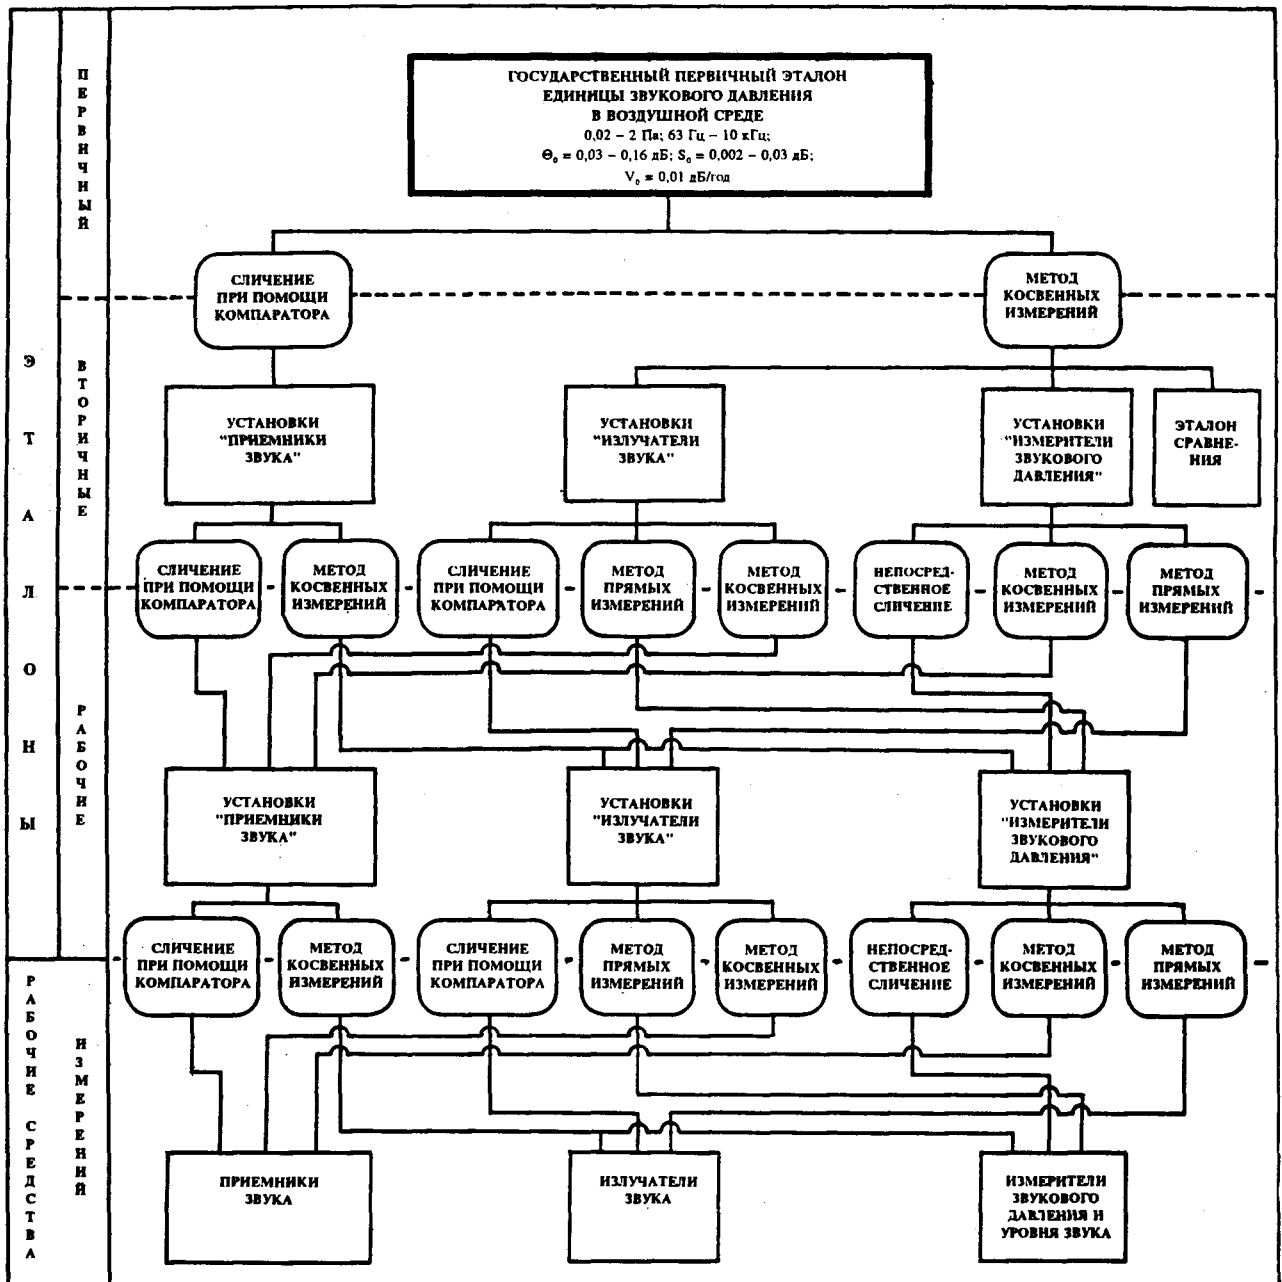 ГОСУДАРСТВЕННЫЙ ПЕРВИЧНЫЙ ЭТАЛОН
ЕДИНИЦЫ ЗВУКОВОГО ДАВЛЕНИЯ
В ВОЗДУШНОЙ СРЕДЕ
0,02 – 2 Па; 63 Гц – 10 кГц;
Θ₀ = 0,03 – 0,16 дБ; S₀ = 0,002 – 0,03 дБ;
V₀ = 0,01 дБ/год
ЭТАЛОНЫ
ПЕРВИЧНЫЙ
СЛИЧЕНИЕ
ПРИ ПОМОЩИ
КОМПАРАТОРА
МЕТОД
КОСВЕННЫХ
ИЗМЕРЕНИЙ
ВТОРИЧНЫЕ
УСТАНОВКИ
"ПРИЕМНИКИ
ЗВУКА"
УСТАНОВКИ
"ИЗЛУЧАТЕЛИ
ЗВУКА"
УСТАНОВКИ
"ИЗМЕРИТЕЛИ
ЗВУКОВОГО
ДАВЛЕНИЯ"
ЭТАЛОН
СРАВНЕ-
НИЯ
СЛИЧЕНИЕ
ПРИ ПОМОЩИ
КОМПАРАТОРА
МЕТОД
КОСВЕННЫХ
ИЗМЕРЕНИЙ
СЛИЧЕНИЕ
ПРИ ПОМОЩИ
КОМПАРАТОРА
МЕТОД
ПРЯМЫХ
ИЗМЕРЕНИЙ
МЕТОД
КОСВЕННЫХ
ИЗМЕРЕНИЙ
НЕПОСРЕД-
СТВЕННОЕ
СЛИЧЕНИЕ
МЕТОД
КОСВЕННЫХ
ИЗМЕРЕНИЙ
МЕТОД
ПРЯМЫХ
ИЗМЕРЕНИЙ
РАБОЧИЕ
УСТАНОВКИ
"ПРИЕМНИКИ
ЗВУКА"
УСТАНОВКИ
"ИЗЛУЧАТЕЛИ
ЗВУКА"
УСТАНОВКИ
"ИЗМЕРИТЕЛИ
ЗВУКОВОГО
ДАВЛЕНИЯ"
СЛИЧЕНИЕ
ПРИ ПОМОЩИ
КОМПАРАТОРА
МЕТОД
КОСВЕННЫХ
ИЗМЕРЕНИЙ
СЛИЧЕНИЕ
ПРИ ПОМОЩИ
КОМПАРАТОРА
МЕТОД
ПРЯМЫХ
ИЗМЕРЕНИЙ
МЕТОД
КОСВЕННЫХ
ИЗМЕРЕНИЙ
НЕПОСРЕД-
СТВЕННОЕ
СЛИЧЕНИЕ
МЕТОД
КОСВЕННЫХ
ИЗМЕРЕНИЙ
МЕТОД
ПРЯМЫХ
ИЗМЕРЕНИЙ
РАБОЧИЕ СРЕДСТВА
ИЗМЕРЕНИЙ
ПРИЕМНИКИ
ЗВУКА
ИЗЛУЧАТЕЛИ
ЗВУКА
ИЗМЕРИТЕЛИ
ЗВУКОВОГО
ДАВЛЕНИЯ И
УРОВНЯ ЗВУКА